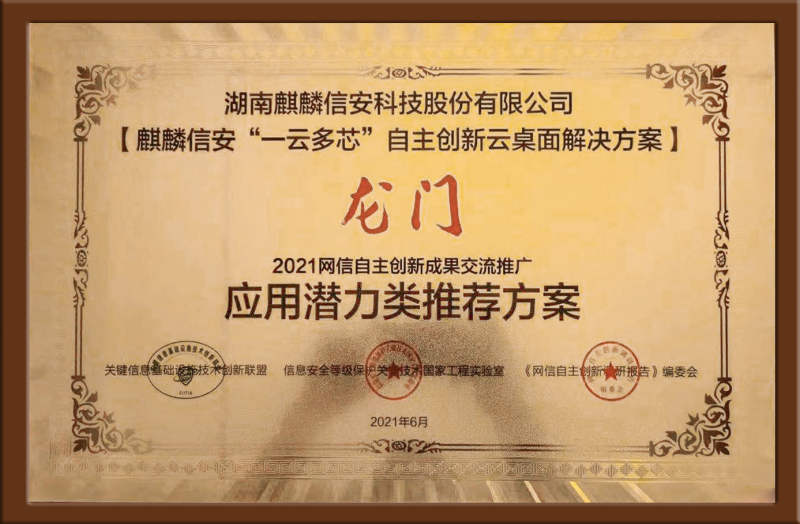 湖南麒麟信安科技股份有限公司
【麒麟信安“一云多芯”自主创新云桌面解决方案】
龙门
2021网信自主创新成果交流推广
应用潜力类推荐方案
关键信息基础设施技术创新联盟 信息安全等级保护关键技术国家工程实验室 《网信自主创新调研报告》编委会
2021年6月